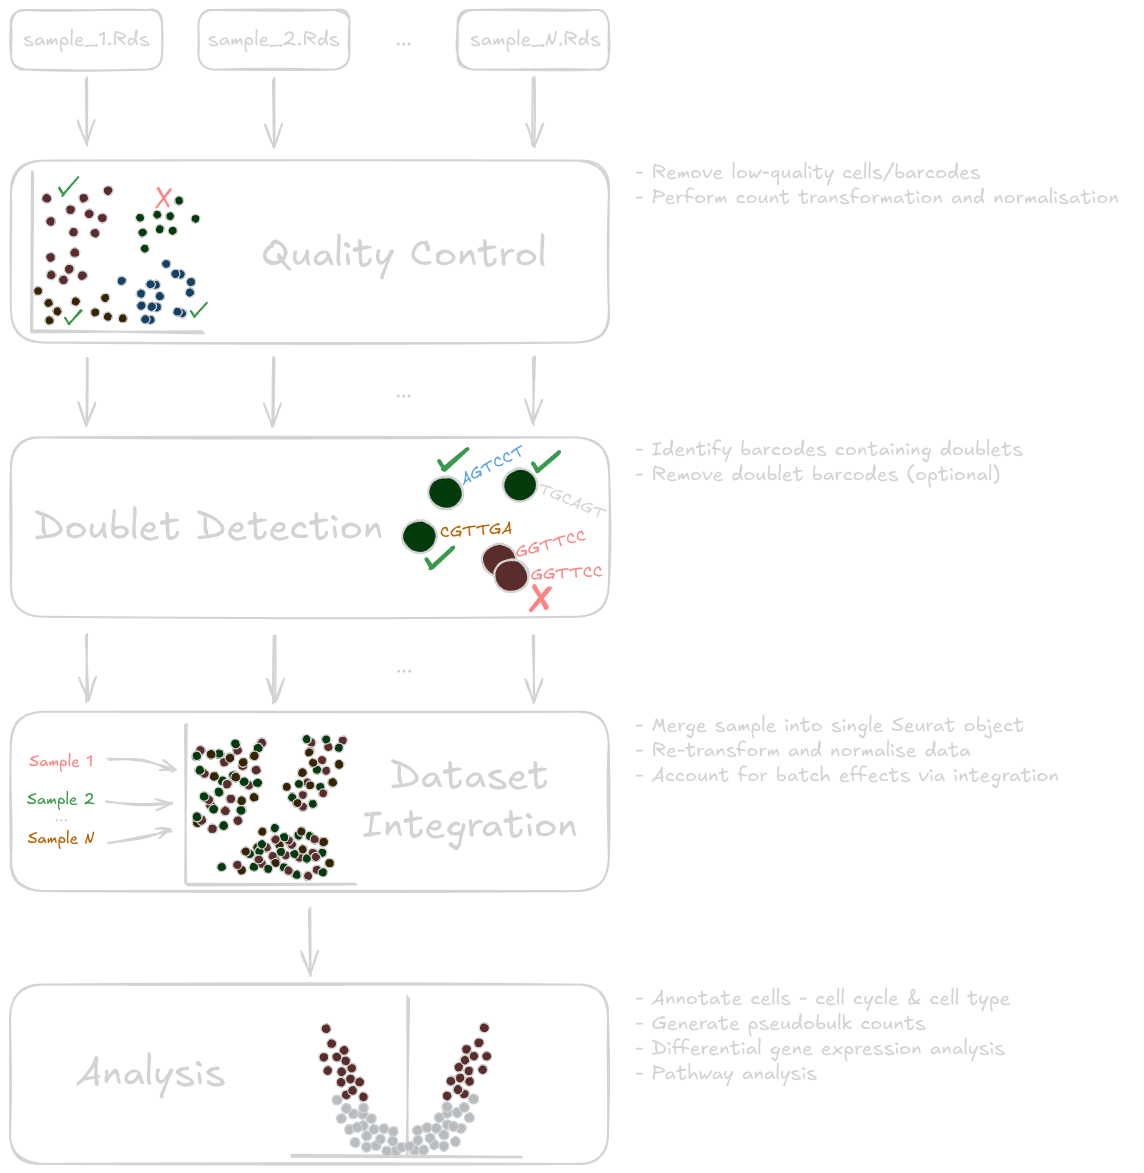 sample_1.Rds
sample_2.Rds
...
sample_N.Rds
Quality Control
- Remove low-quality cells/barcodes
- Perform count transformation and normalisation
...
Doublet Detection
AGTCCT
TGCAGT
CGTTGA
GGTTCC
GGTTCC
- Identify barcodes containing doublets
- Remove doublet barcodes (optional)
...
Sample 1
Sample 2
...
Sample N
Dataset
Integration
- Merge sample into single Seurat object
- Re-transform and normalise data
- Account for batch effects via integration
Analysis
- Annotate cells - cell cycle & cell type
- Generate pseudobulk counts
- Differential gene expression analysis
- Pathway analysis